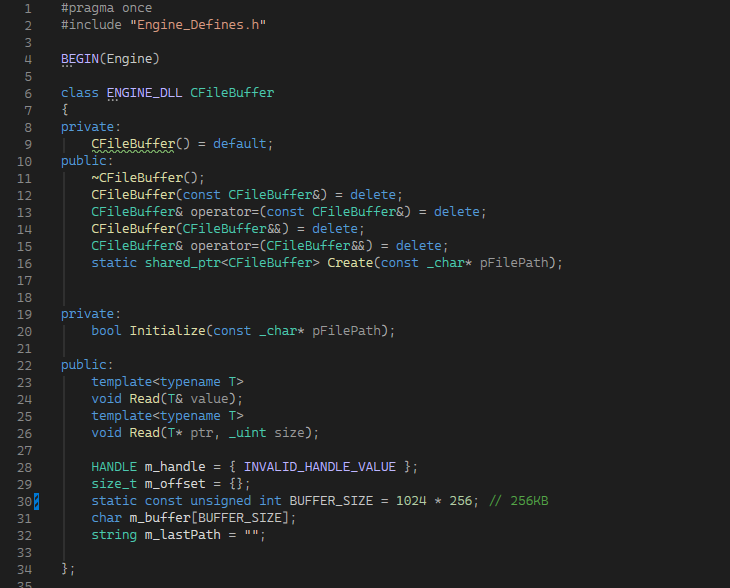 1 #pragma once
2 #include "Engine_Defines.h"
3
4 BEGIN(Engine)
5
6 class ENGINE_DLL CFileBuffer
7 {
8 private:
9 CFileBuffer() = default;
10 public:
11 ~CFileBuffer();
12 CFileBuffer(const CFileBuffer&) = delete;
13 CFileBuffer& operator=(const CFileBuffer&) = delete;
14 CFileBuffer(CFileBuffer&&) = delete;
15 CFileBuffer& operator=(CFileBuffer&&) = delete;
16 static shared_ptr<CFileBuffer> Create(const _char* pFilePath);
17
18
19 private:
20 bool Initialize(const _char* pFilePath);
21
22 public:
23 template<typename T>
24 void Read(T& value);
25 template<typename T>
26 void Read(T* ptr, _uint size);
27
28 HANDLE m_handle = { INVALID_HANDLE_VALUE };
29 size_t m_offset = {};
30 static const unsigned int BUFFER_SIZE = 1024 * 256; // 256KB
31 char m_buffer[BUFFER_SIZE];
32 string m_lastPath = "";
33
34 };
35